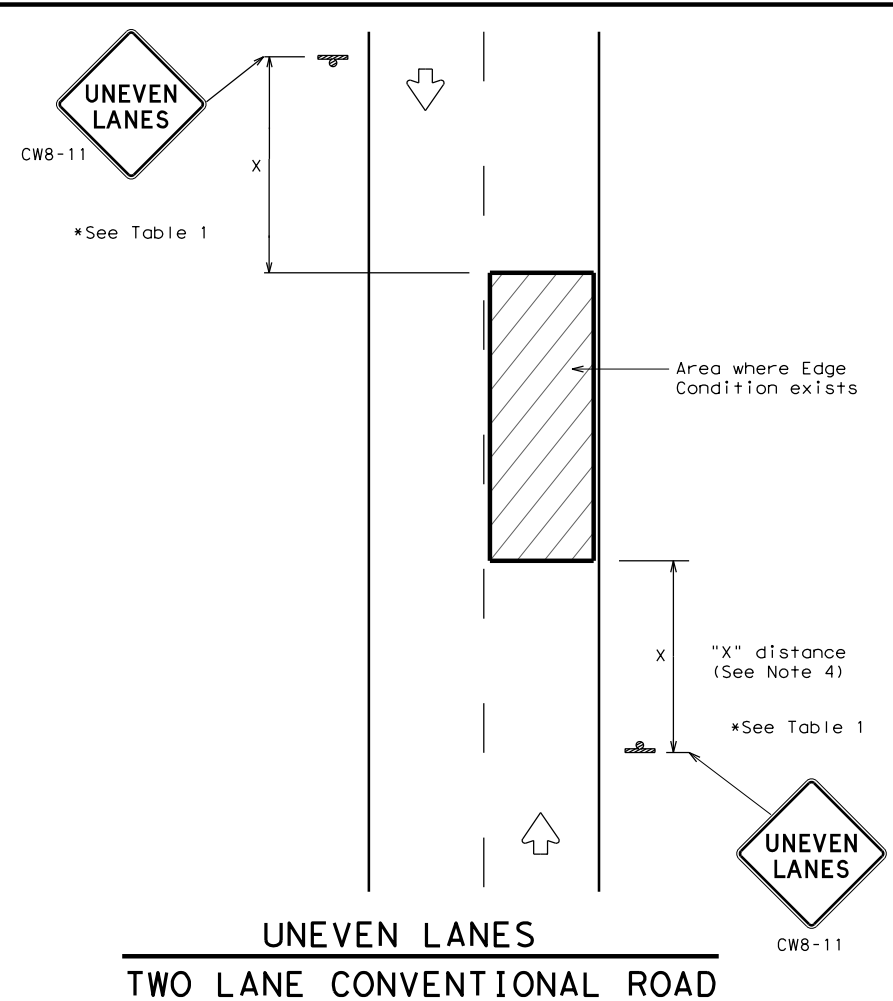 UNEVEN
LANES
CW8-11
X
*See Table 1
Area where Edge
Condition exists
X
"X" distance
(See Note 4)
*See Table 1
UNEVEN
LANES
CW8-11
UNEVEN LANES
TWO LANE CONVENTIONAL ROAD